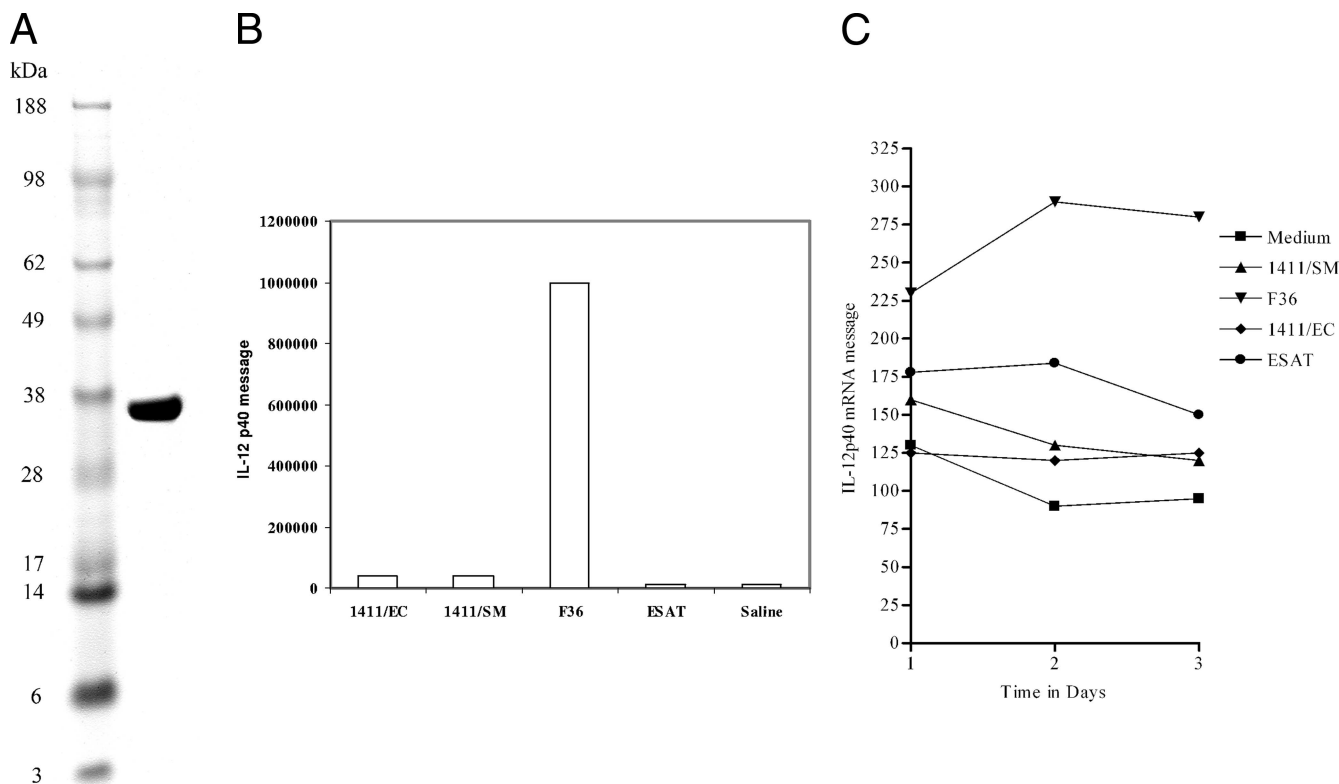 A
kDa
188
98
62
49
38
28
17
14
6
3
B
IL-12 p40 message
1200000
1000000
800000
600000
400000
200000
0
1411/EC 1411/SM F36 ESAT Saline
C
IL-12p40 mRNA message
325
300
275
250
225
200
175
150
125
100
75
50
25
0
1 2 3
Time in Days
Medium
1411/SM
F36
1411/EC
ESAT